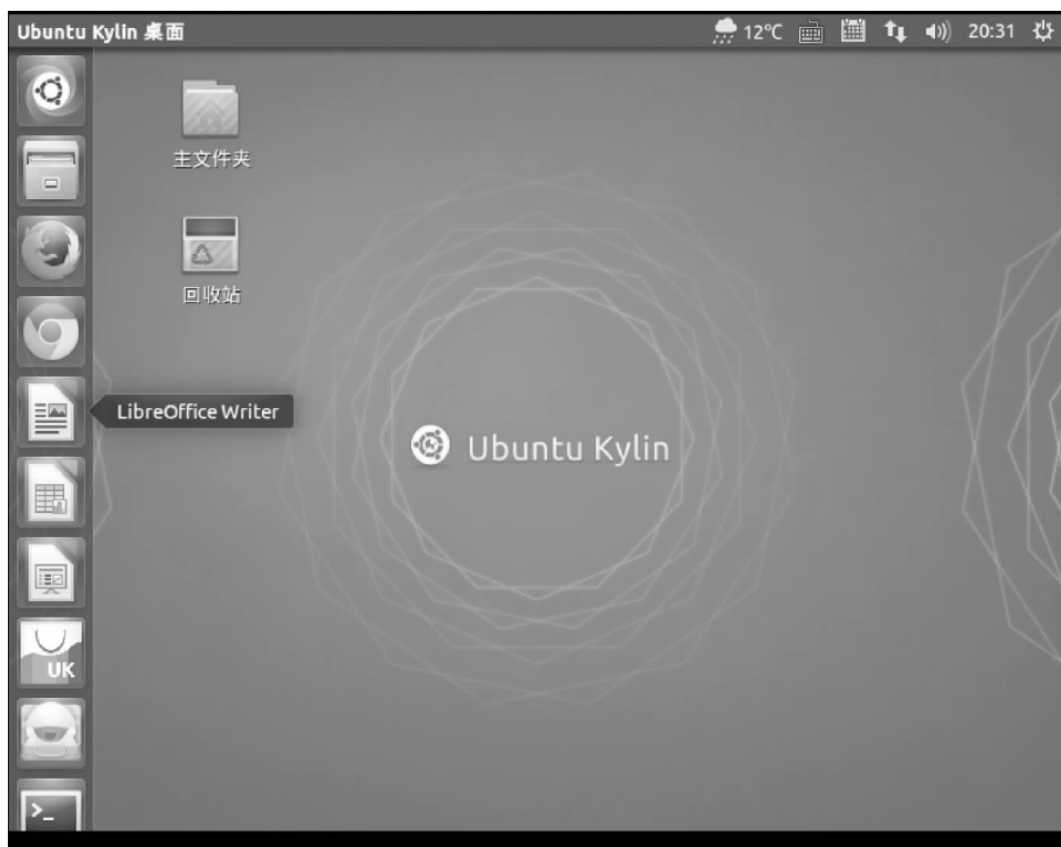 Ubuntu Kylin 桌面
12℃
20:31
主文件夹
回收站
LibreOffice Writer
Ubuntu Kylin
UK
>_